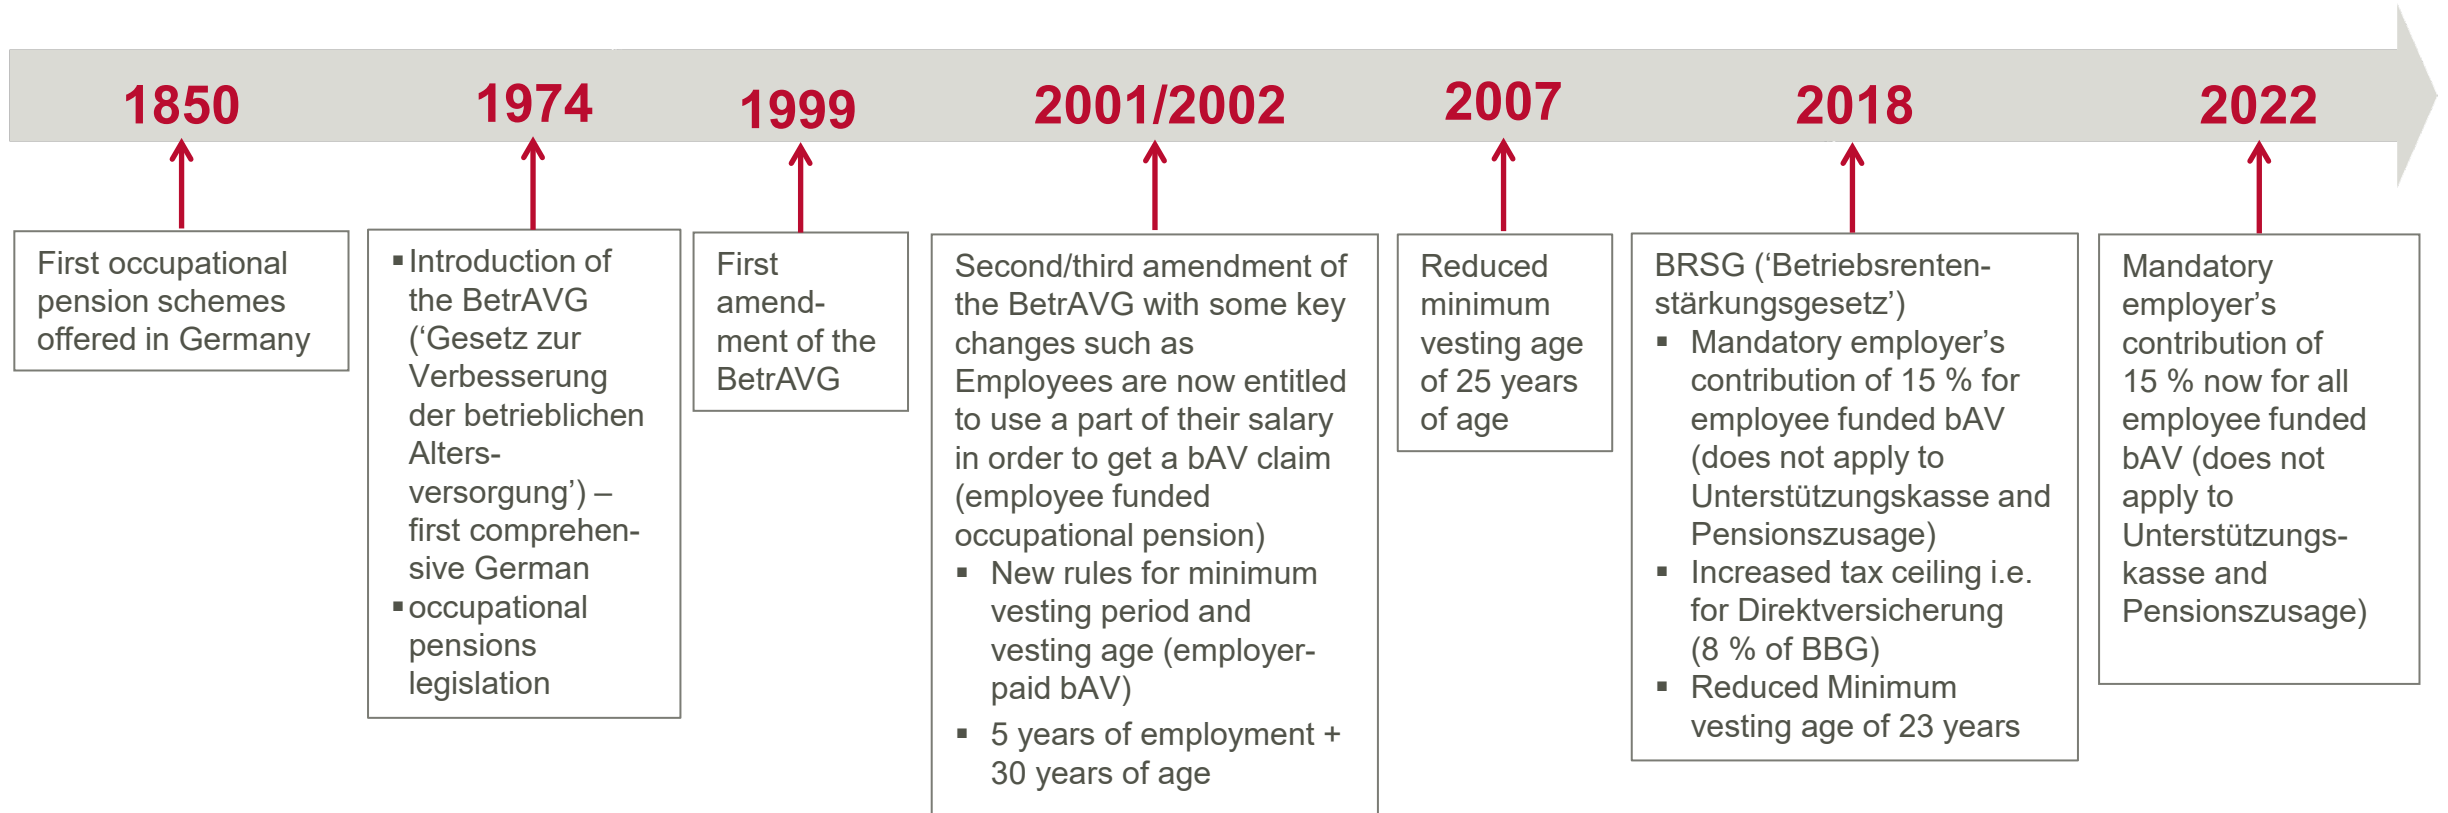 1850
1974
1999
2001/2002
2007
2018
2022
First occupational
pension schemes
offered in Germany
▪Introduction of
the BetrAVG
(‘Gesetz zur
Verbesserung
der betrieblichen
Alters-
versorgung’) –
first comprehen-
sive German
▪occupational
pensions
legislation
First
amend-
ment of the
BetrAVG
Second/third amendment of
the BetrAVG with some key
changes such as
Employees are now entitled
to use a part of their salary
in order to get a bAV claim
(employee funded
occupational pension)
▪ New rules for minimum
vesting period and
vesting age (employer-
paid bAV)
▪ 5 years of employment +
30 years of age
Reduced
minimum
vesting age
of 25 years
of age
BRSG (‘Betriebsrenten-
stärkungsgesetz’)
▪ Mandatory employer’s
contribution of 15 % for
employee funded bAV
(does not apply to
Unterstützungskasse and
Pensionszusage)
▪ Increased tax ceiling i.e.
for Direktversicherung
(8 % of BBG)
▪ Reduced Minimum
vesting age of 23 years
Mandatory
employer’s
contribution of
15 % now for all
employee funded
bAV (does not
apply to
Unterstützungs-
kasse and
Pensionszusage)